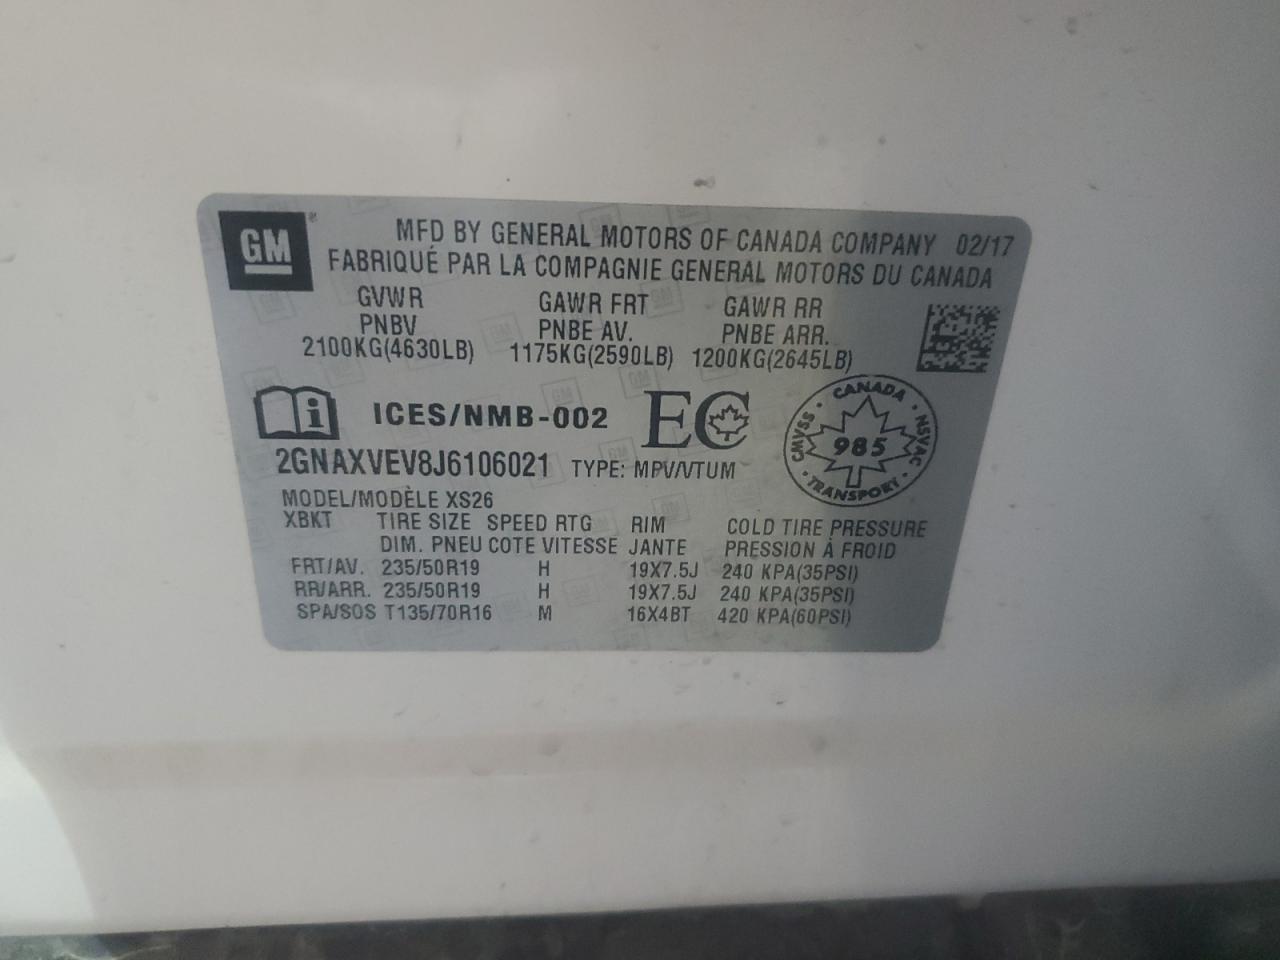 GM ®
MFD BY GENERAL MOTORS OF CANADA COMPANY 02/17
FABRIQUÉ PAR LA COMPAGNIE GENERAL MOTORS DU CANADA
GVWR GAWR FRT GAWR RR
PNBV PNBE AV. PNBE ARR.
2100KG(4630LB) 1175KG(2590LB) 1200KG(2645LB)
i ICES/NMB-002 EC
CANADA CMVSS NSVAC 985 TRANSPORT
2GNAXVEV8J6106021 TYPE: MPV/VTUM
MODEL/MODÈLE XS26
XBKT TIRE SIZE SPEED RTG RIM COLD TIRE PRESSURE
DIM. PNEU COTE VITESSE JANTE PRESSION À FROID
FRT/AV. 235/50R19 H 19X7.5J 240 KPA(35PSI)
RR/ARR. 235/50R19 H 19X7.5J 240 KPA(35PSI)
SPA/SOS T135/70R16 M 16X4BT 420 KPA(60PSI)